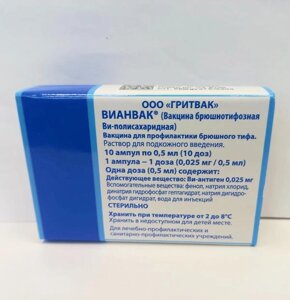 ООО "ГРИТВАК"
ВИАНВАК® (Вакцина брюшнотифозная
Ви-полисахаридная)
Вакцина для профилактики брюшного тифа.
Раствор для подкожного введения.
10 ампул по 0,5 мл (10 доз)
1 ампула – 1 доза (0,025 мг / 0,5 мл)
Одна доза (0,5 мл) содержит:
Действующее вещество: Ви-антиген 0,025 мг
Вспомогательные вещества: фенол, натрия хлорид,
динатрия гидрофосфат гептагидрат, натрия дигидро-
фосфат дигидрат, вода для инъекций
СТЕРИЛЬНО
Хранить при температуре от 2 до 8°С
Хранить в недоступном для детей месте.
Для лечебно-профилактических и
санитарно-профилактических учреждений.